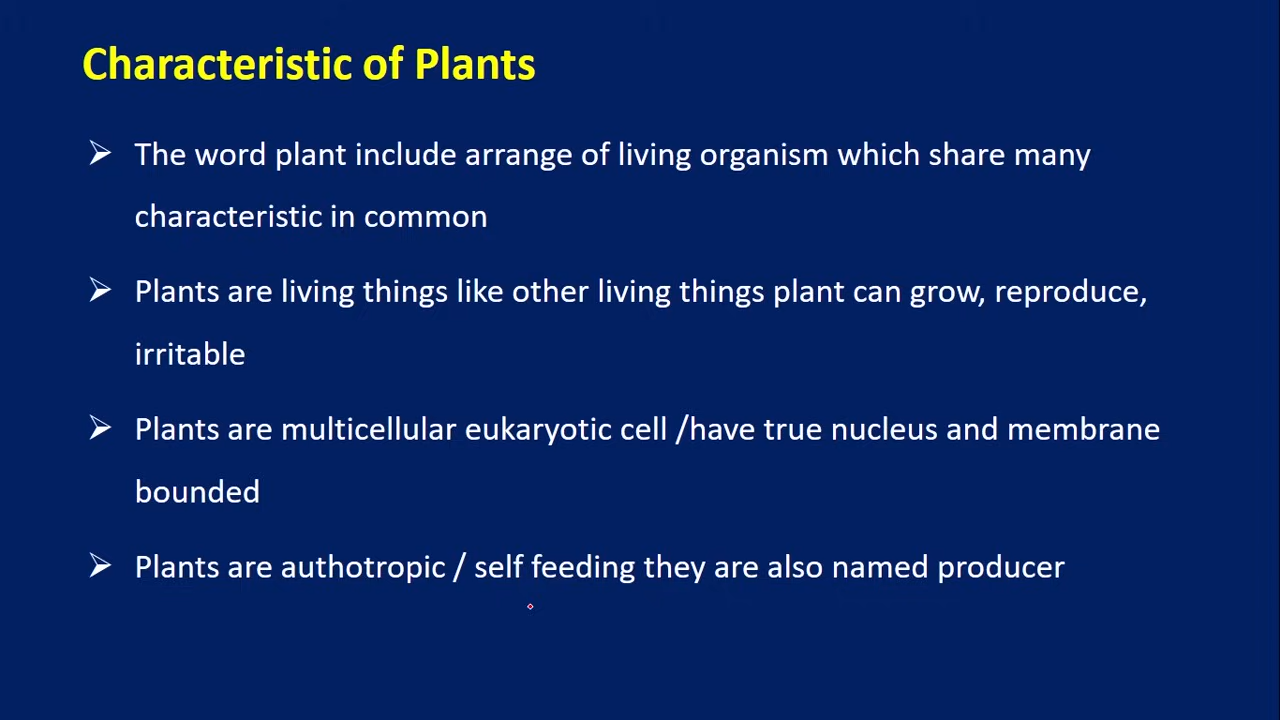 Characteristic of Plants
The word plant include arrange of living organism which share many
characteristic in common
Plants are living things like other living things plant can grow, reproduce,
irritable
Plants are multicellular eukaryotic cell /have true nucleus and membrane
bounded
Plants are authotropic / self feeding they are also named producer